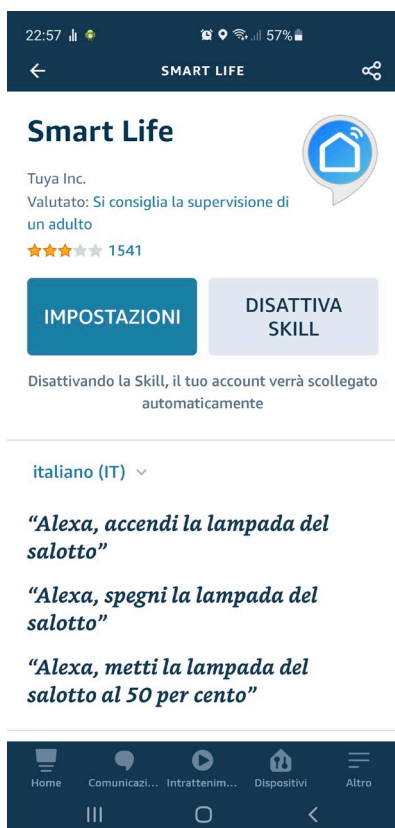 22:57
57%
SMART LIFE
Smart Life
Tuya Inc.
Valutato: Si consiglia la supervisione di
un adulto
1541
IMPOSTAZIONI
DISATTIVA
SKILL
Disattivando la Skill, il tuo account verrà scollegato
automaticamente
italiano (IT)
“Alexa, accendi la lampada del
salotto”
“Alexa, spegni la lampada del
salotto”
“Alexa, metti la lampada del
salotto al 50 per cento”
Home Comunicazi... Intrattenim... Dispositivi Altro